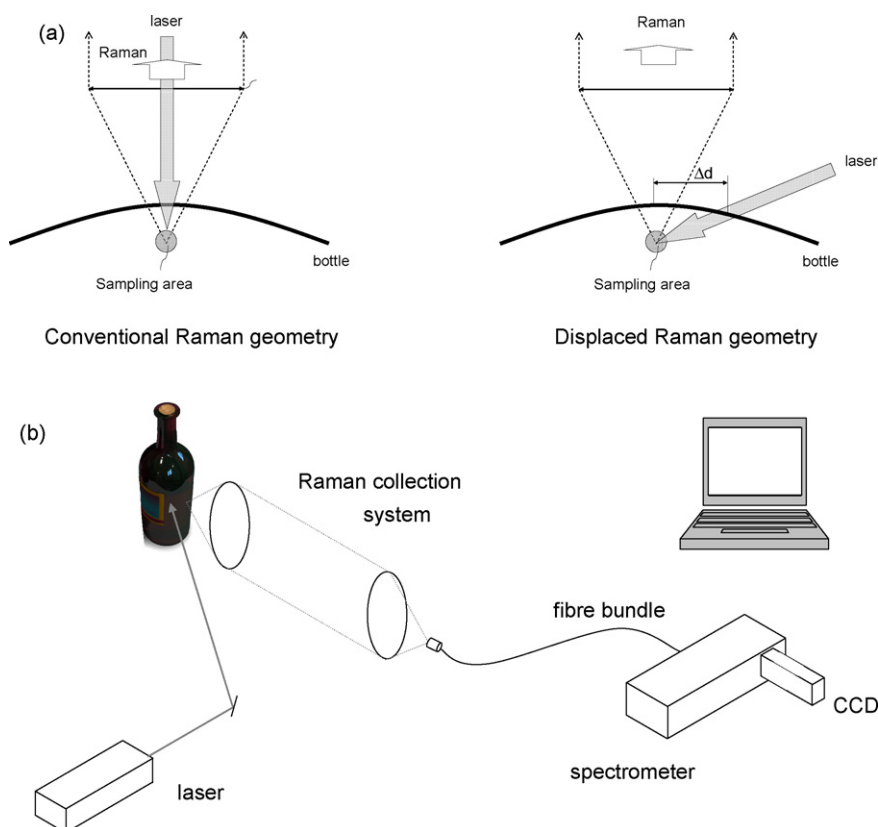 (a)
laser
Raman
bottle
Sampling area
Conventional Raman geometry
Raman
laser
Δd
bottle
Sampling area
Displaced Raman geometry
(b)
Raman collection
system
fibre bundle
CCD
spectrometer
laser